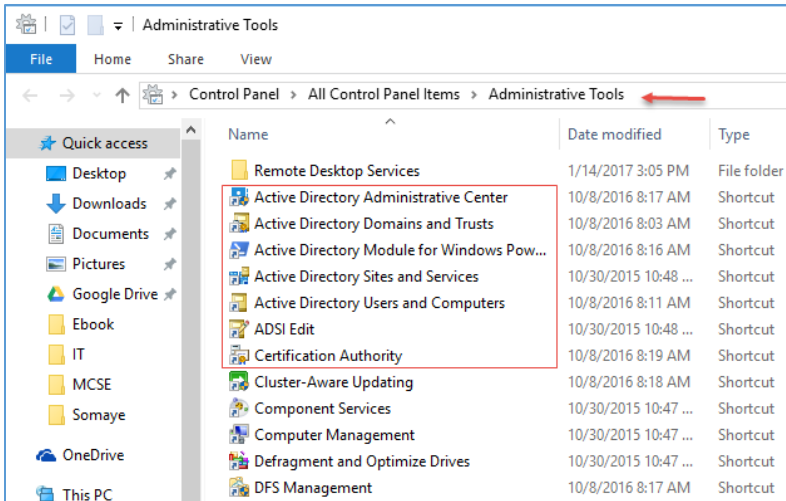 Administrative Tools
File Home Share View
Control Panel > All Control Panel Items > Administrative Tools
Name Date modified Type
Quick access
Desktop
Downloads
Documents
Pictures
Google Drive
Ebook
IT
MCSE
Somaye
OneDrive
This PC
Remote Desktop Services 1/14/2017 3:05 PM File folder
Active Directory Administrative Center 10/8/2016 8:17 AM Shortcut
Active Directory Domains and Trusts 10/8/2016 8:03 AM Shortcut
Active Directory Module for Windows Pow... 10/8/2016 8:16 AM Shortcut
Active Directory Sites and Services 10/30/2015 10:48 ... Shortcut
Active Directory Users and Computers 10/8/2016 8:11 AM Shortcut
ADSI Edit 10/30/2015 10:48 ... Shortcut
Certification Authority 10/8/2016 8:19 AM Shortcut
Cluster-Aware Updating 10/8/2016 8:18 AM Shortcut
Component Services 10/30/2015 10:47 ... Shortcut
Computer Management 10/30/2015 10:47 ... Shortcut
Defragment and Optimize Drives 10/30/2015 10:47 ... Shortcut
DFS Management 10/8/2016 8:17 AM Shortcut